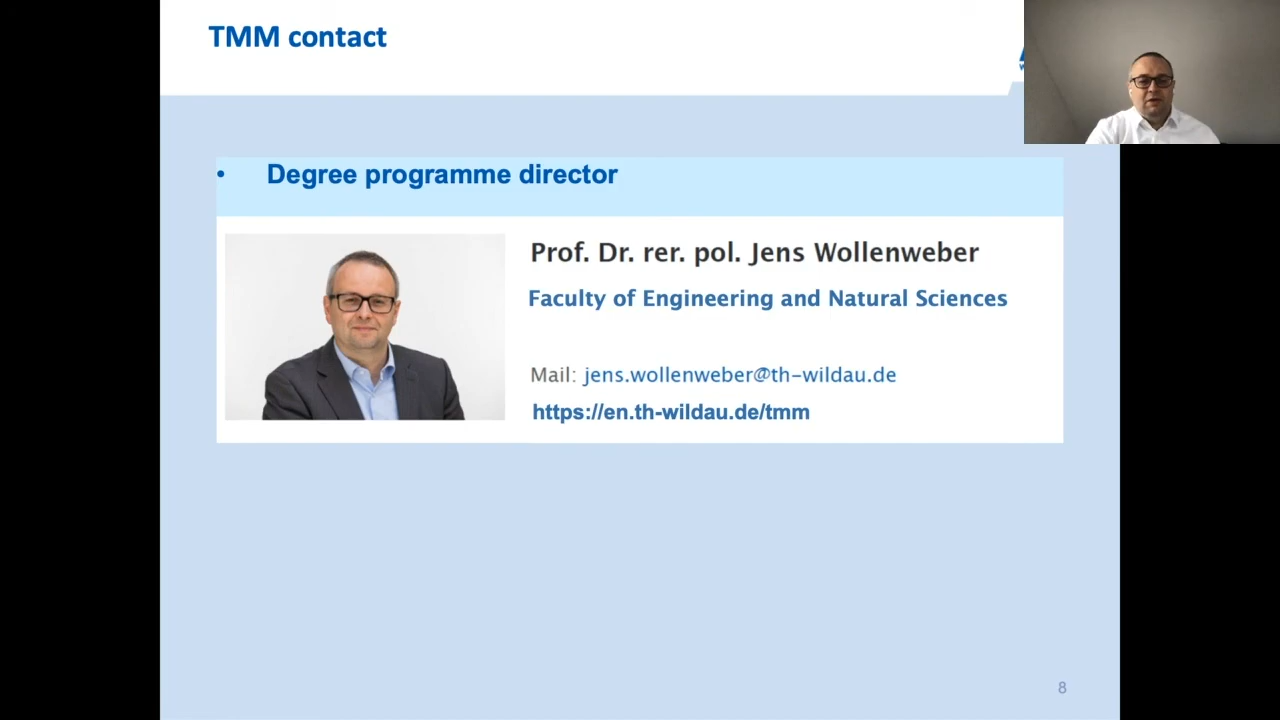 TMM contact
• Degree programme director
Prof. Dr. rer. pol. Jens Wollenweber
Faculty of Engineering and Natural Sciences
Mail: jens.wollenweber@th-wildau.de
https://en.th-wildau.de/tmm
8